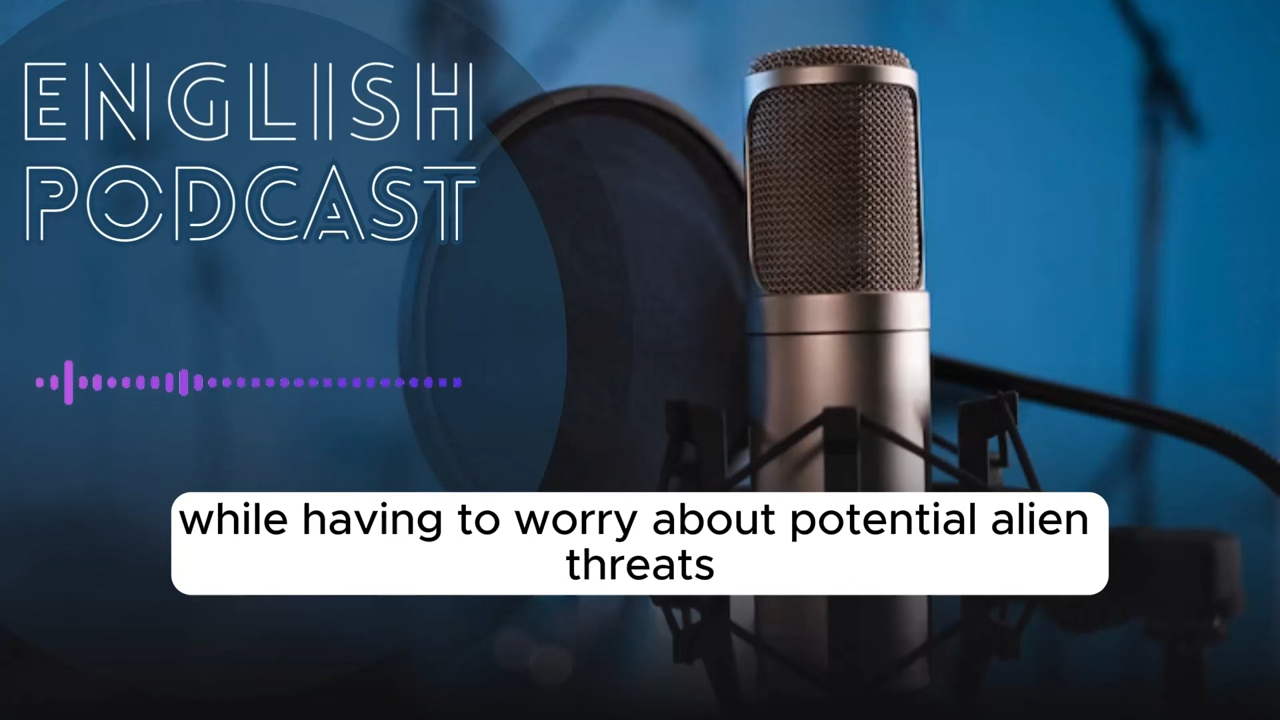 ENGLISH
PODCAST
while having to worry about potential alien
threats